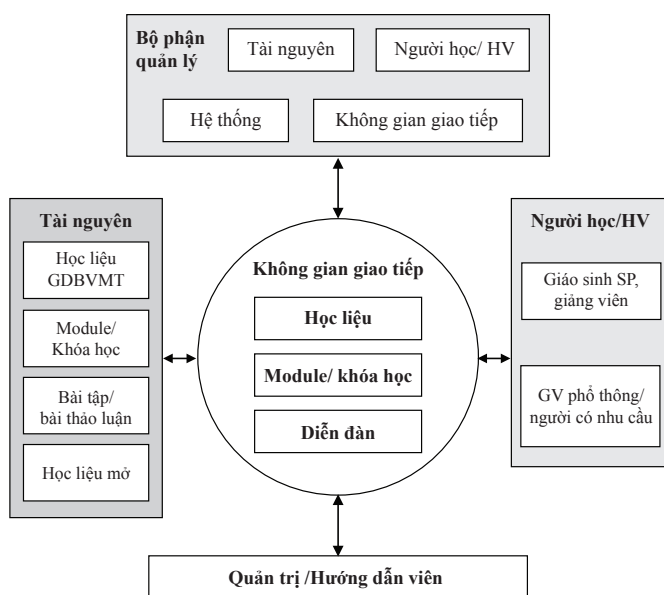 Bộ phận
quản lý
Tài nguyên
Người học/ HV
Hệ thống
Không gian giao tiếp
Tài nguyên
Học liệu
GDBVMT
Module/
Khóa học
Bài tập/
bài thảo luận
Học liệu mở
Không gian giao tiếp
Học liệu
Module/ khóa học
Diễn đàn
Người học/HV
Giáo sinh SP,
giảng viên
GV phổ thông/
người có nhu cầu
Quản trị /Hướng dẫn viên